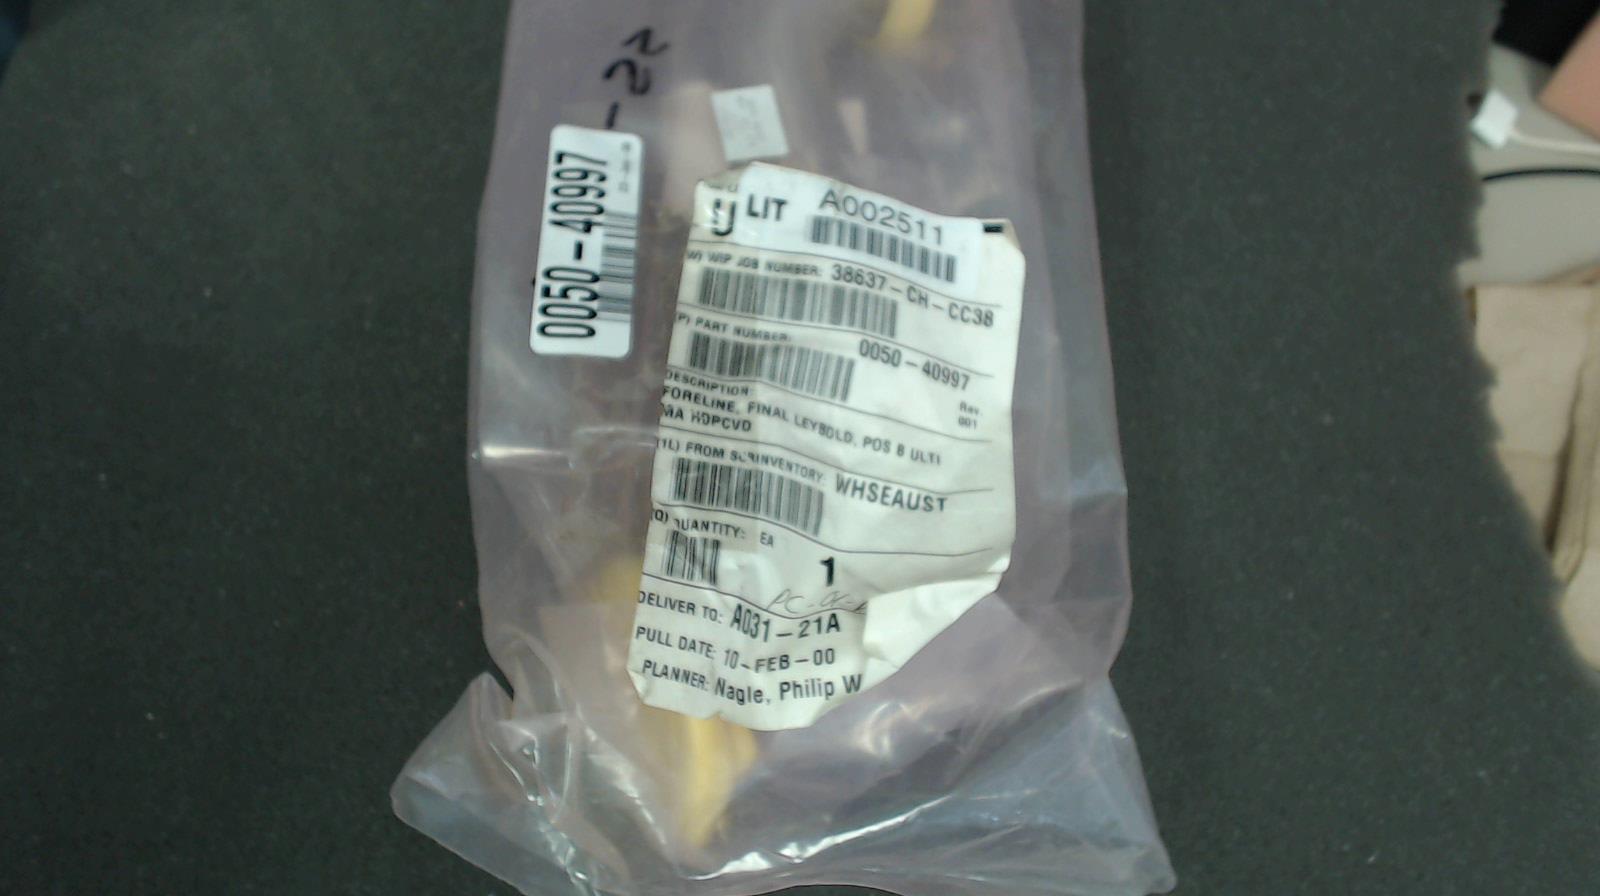 -22
0050-40997
LIT
A002511
(W) WIP JOB NUMBER: 38637-CH-CC38
(P) PART NUMBER: 0050-40997
Rev.
001
DESCRIPTION:
FORELINE, FINAL LEYBOLD, POS B ULTI
MA HDPCVD
(1L) FROM SUBINVENTORY: WHSEAUST
(Q) QUANTITY: EA
1
DELIVER TO: A031-21A
PULL DATE: 10-FEB-00
PLANNER: Nagle, Philip W